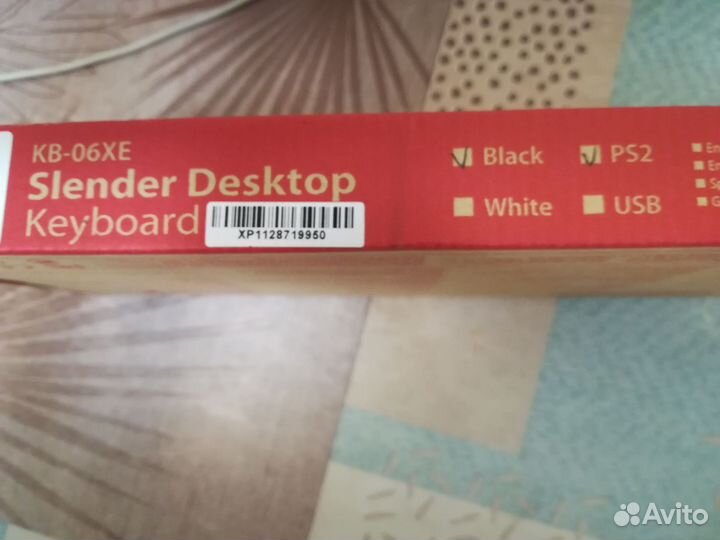 KB-06XE
Slender Desktop
Keyboard
XP1128719950
Black
PS2
White
USB
Avito